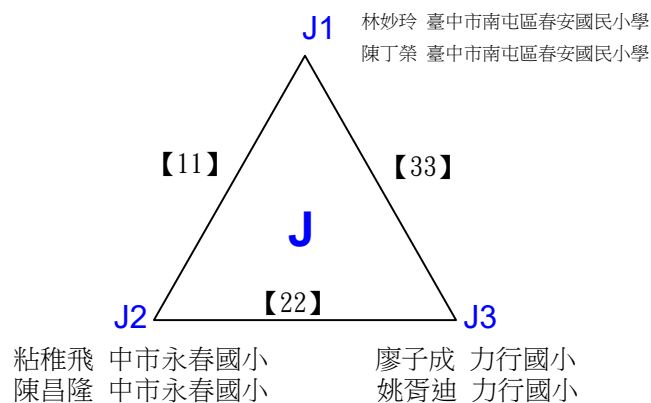 J1
林妙玲 臺中市南屯區春安國民小學
陳丁榮 臺中市南屯區春安國民小學
【11】
【33】
J
【22】
J2
J3
粘稚飛 中市永春國小
陳昌隆 中市永春國小
廖子成 力行國小
姚胥迪 力行國小